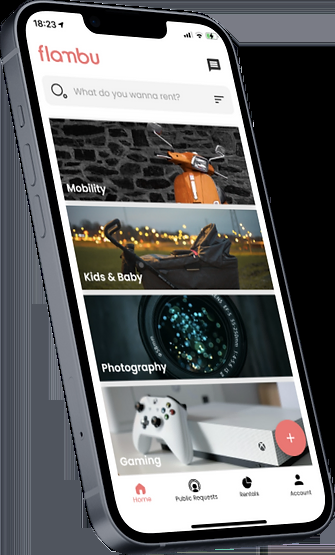 18:23
flambu
What do you wanna rent?
Mobility
Kids & Baby
Photography
Gaming
+
Home
Public Requests
Rentals
Account